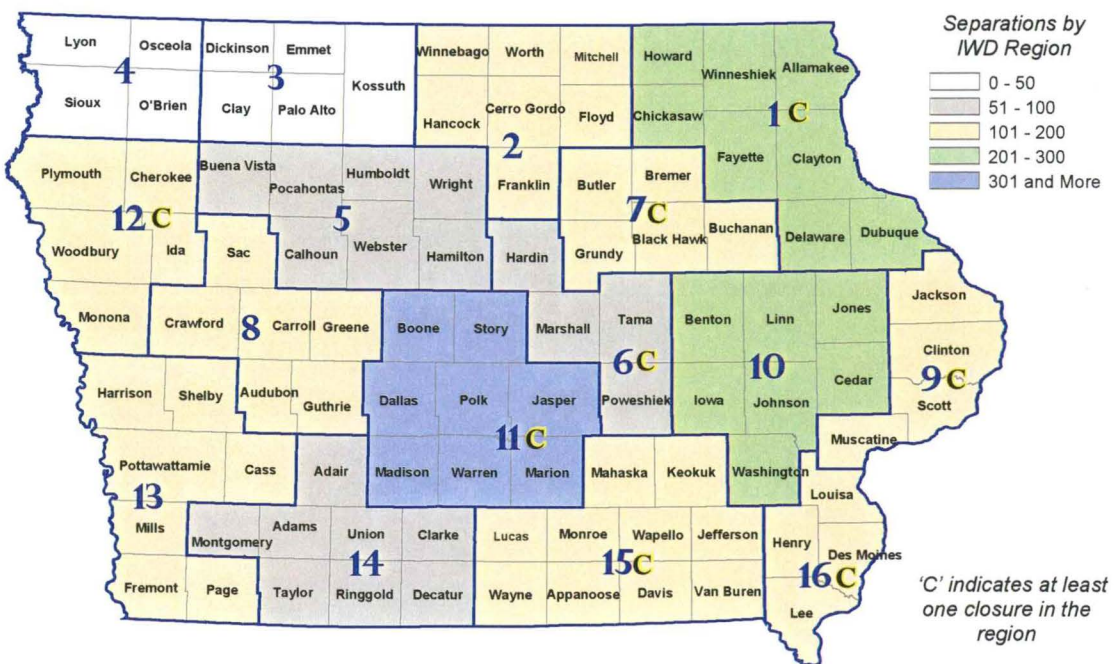 Separations by
IWD Region
0 - 50
51 - 100
101 - 200
201 - 300
301 and More
Lyon Osceola Dickinson Emmet Winnebago Worth Mitchell Howard Winneshiek Allamakee
4 3 Kossuth
Sioux O'Brien Clay Palo Alto Hancock Cerro Gordo Floyd Chickasaw 1 C
2
Plymouth Cherokee Buena Vista Pocahontas Humboldt Wright Franklin Butler Bremer Fayette Clayton
12 C 5 7 C
Woodbury Ida Sac Calhoun Webster Hamilton Hardin Grundy Black Hawk Buchanan Delaware Dubuque
Monona Crawford 8 Carroll Greene Boone Story Marshall Tama Benton Linn Jones Jackson
6 C 10 Clinton
Harrison Shelby Audubon Guthrie Dallas Polk Jasper Poweshiek Iowa Johnson Cedar 9 C
Scott
11 C Muscatine
Pottawattamie Cass Adair Madison Warren Marion Mahaska Keokuk Washington
13 Louisa
Mills Montgomery Adams Union Clarke Lucas Monroe Wapello Jefferson Henry Des Moines
14 15 C 16 C
Fremont Page Taylor Ringgold Decatur Wayne Appanoose Davis Van Buren Lee
'C' indicates at least
one closure in the
region